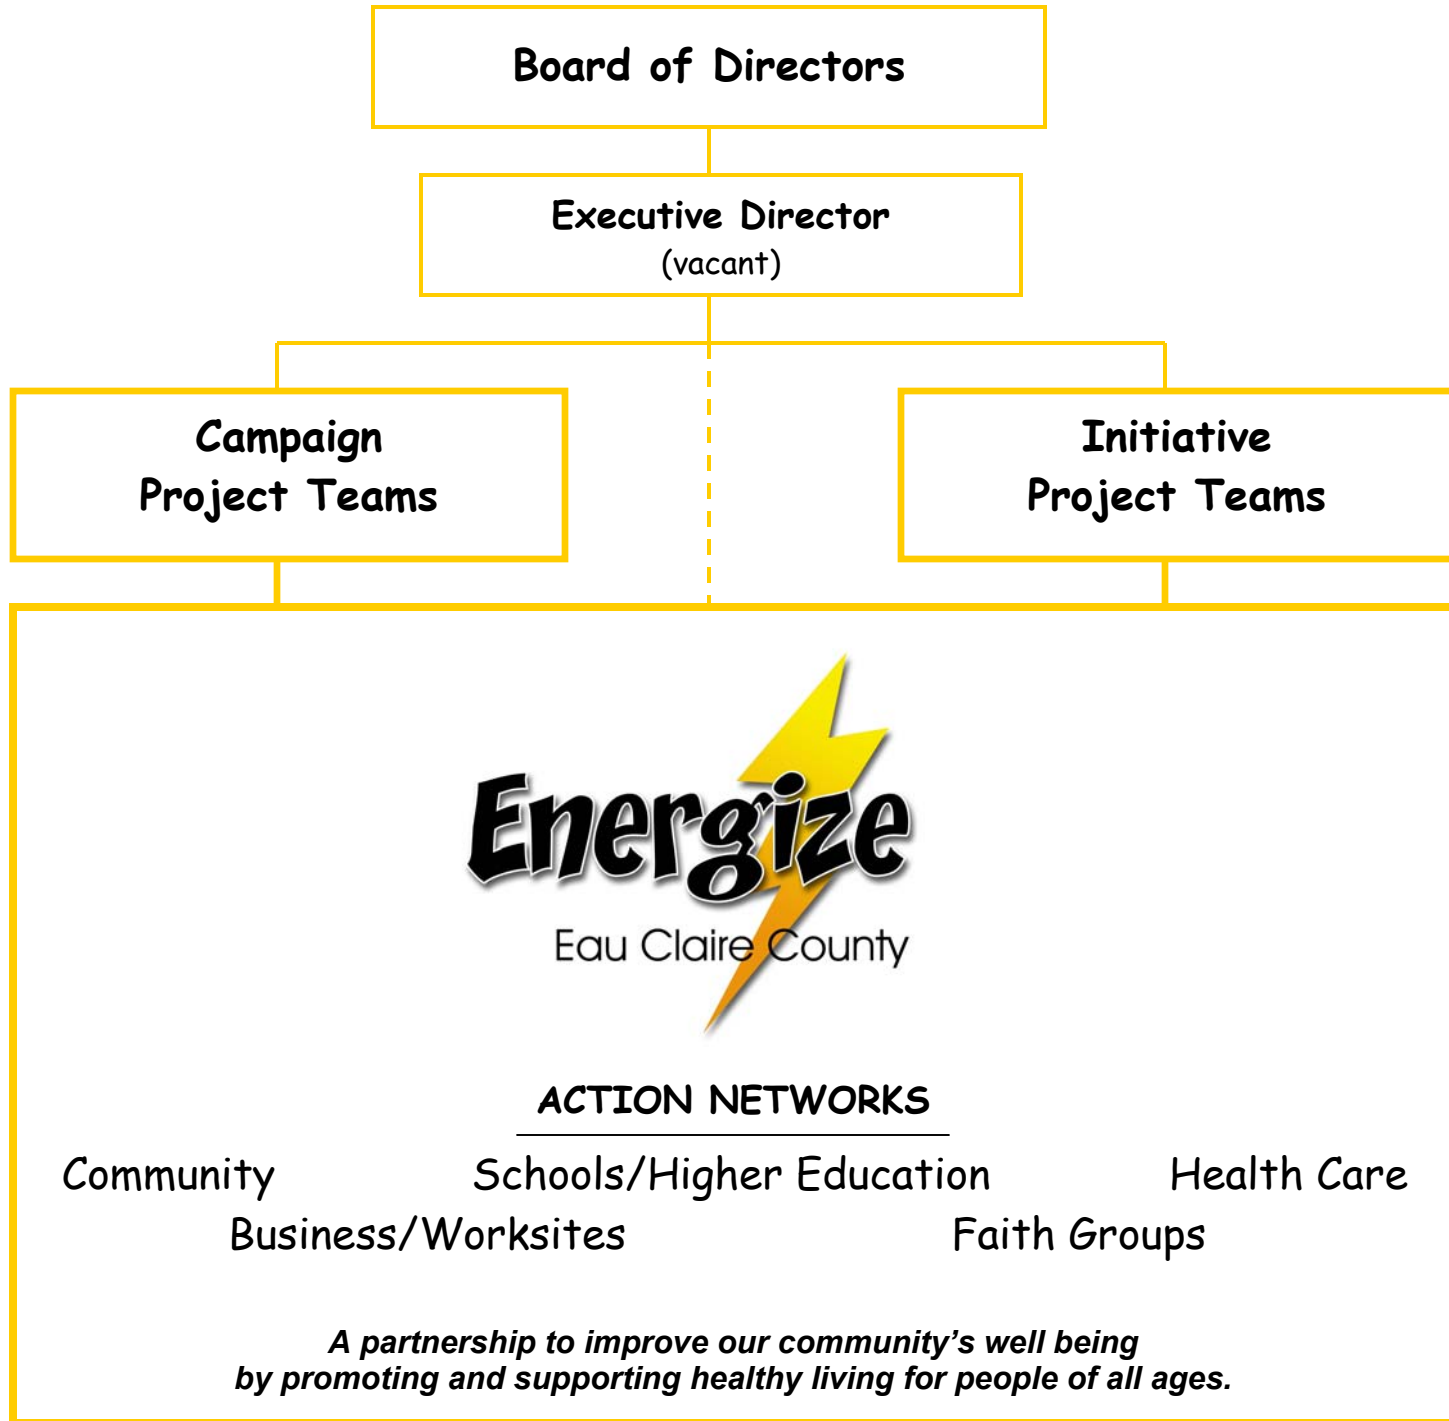 Board of Directors
Executive Director
(vacant)
Campaign
Project Teams
Initiative
Project Teams
Energize
Eau Claire County
ACTION NETWORKS
Community Schools/Higher Education Health Care
Business/Worksites Faith Groups
A partnership to improve our community’s well being
by promoting and supporting healthy living for people of all ages.